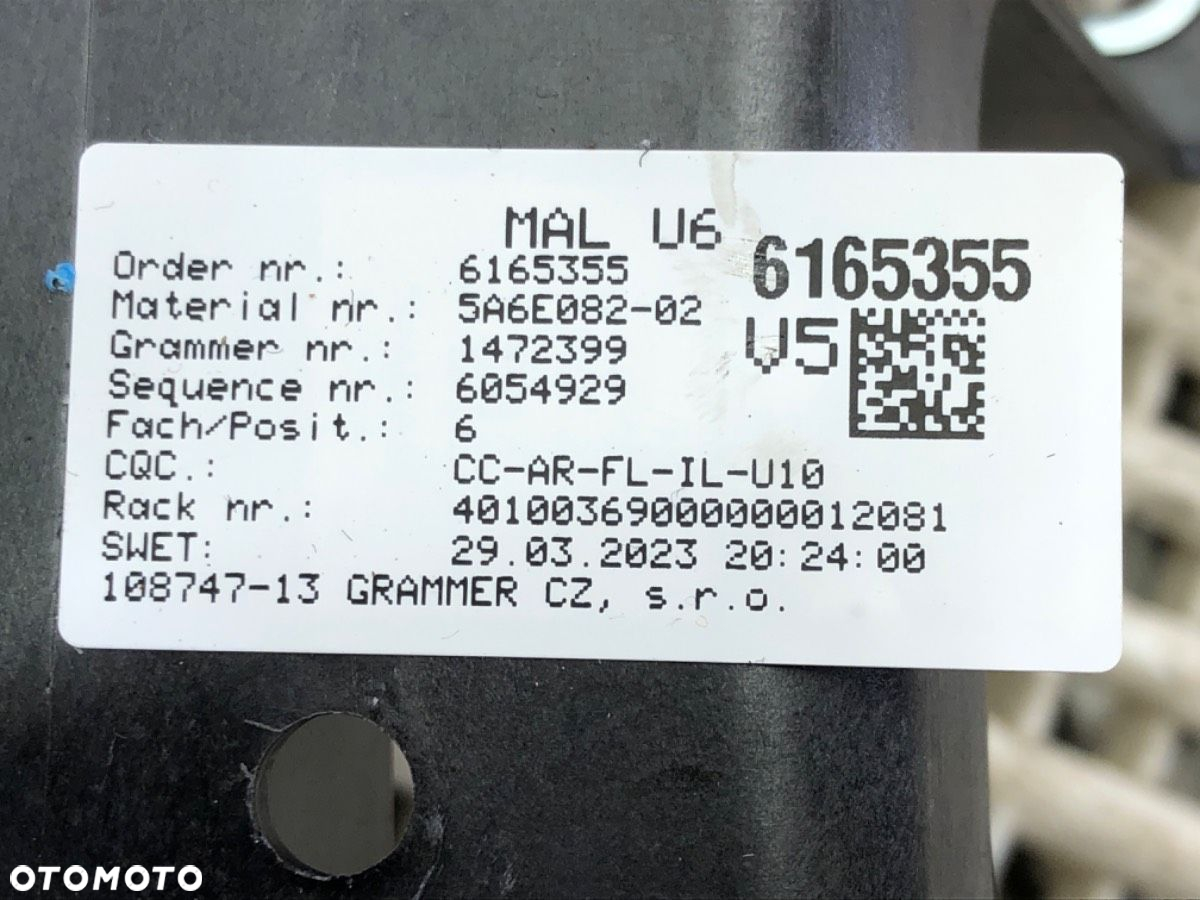 MAL U6
Order nr.: 6165355 6165355
Material nr.: 5A6E082-02
Grammer nr.: 1472399 V5
Sequence nr.: 6054929
Fach/Posit.: 6
CQC.: CC-AR-FL-IL-U10
Rack nr.: 40100369000000012081
SWET: 29.03.2023 20:24:00
108747-13 GRAMMER CZ, s.r.o.
OTOMOTO